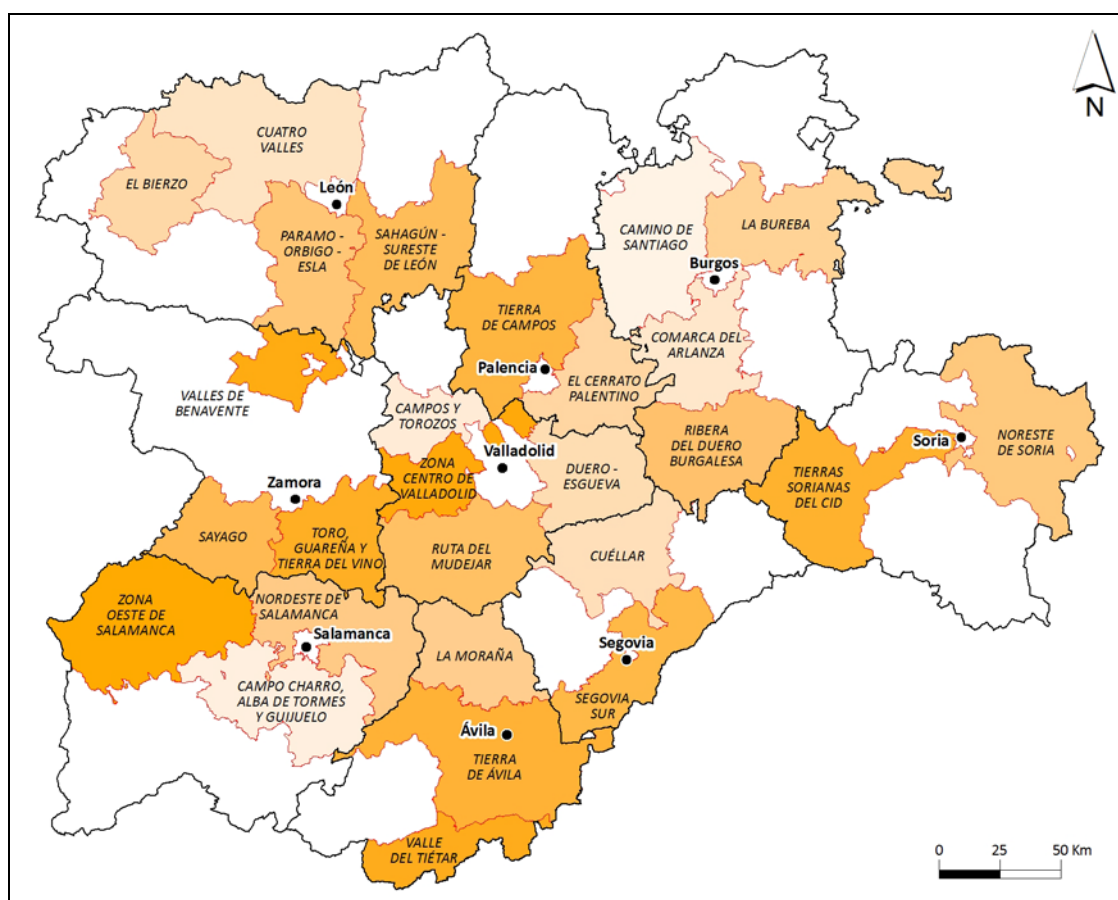 N
CUATRO
VALLES
EL BIERZO
León
PARAMO -
ORBIGO -
ESLA
SAHAGÚN -
SURESTE
DE LEÓN
CAMINO DE
SANTIAGO
LA BUREBA
Burgos
TIERRA
DE CAMPOS
COMARCA DEL
ARLANZA
Palencia
EL CERRATO
PALENTINO
VALLES DE
BENAVENTE
CAMPOS Y
TOROZOS
Valladolid
ZONA
CENTRO DE
VALLADOLID
DUERO -
ESGUEVA
RIBERA
DEL DUERO
BURGALESA
TIERRAS
SORIANAS
DEL CID
Soria
NORESTE
DE SORIA
Zamora
SAYAGO
TORO,
GUAREÑA Y
TIERRA DEL VINO
RUTA DEL
MUDEJAR
CUÉLLAR
ZONA
OESTE DE
SALAMANCA
NORDESTE DE
SALAMANCA
Salamanca
LA MORAÑA
Segovia
CAMPO CHARRO,
ALBA DE TORMES
Y GUIJUELO
SEGOVIA
SUR
Ávila
TIERRA
DE ÁVILA
VALLE
DEL TIÉTAR
0 25 50 Km